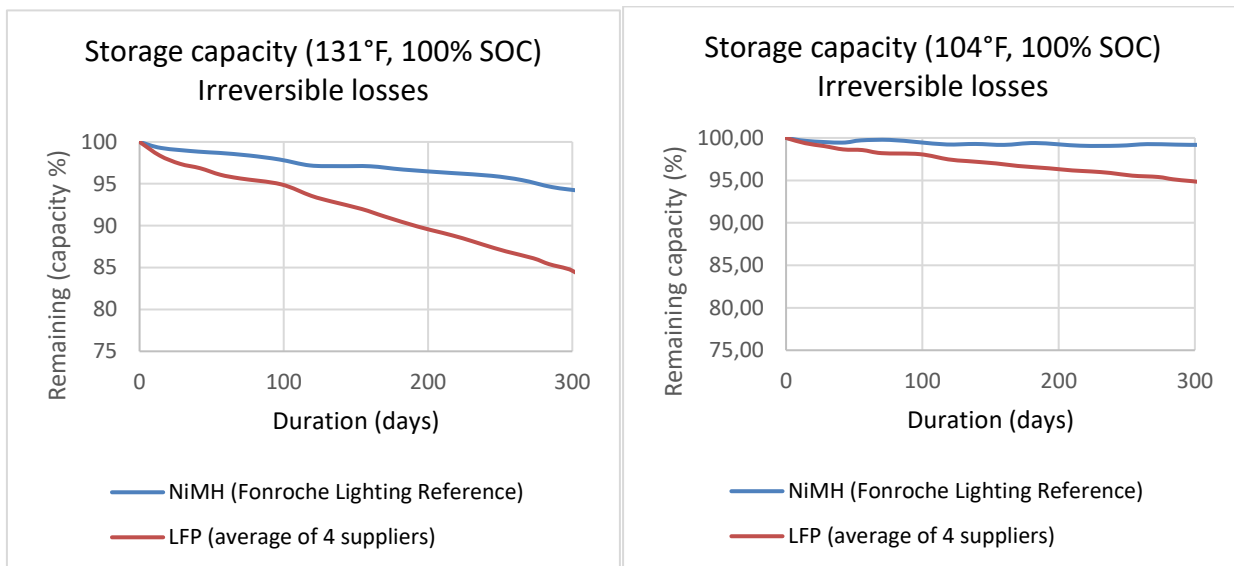 Storage capacity (131°F, 100% SOC)
Irreversible losses
Remaining (capacity %)
100
95
90
85
80
75
0
100
200
300
Duration (days)
NiMH (Fonroche Lighting Reference)
LFP (average of 4 suppliers)
Storage capacity (104°F, 100% SOC)
Irreversible losses
Remaining capacity (%)
100,00
95,00
90,00
85,00
80,00
75,00
0
100
200
300
Duration (days)
NiMH (Fonroche Lighting Reference)
LFP (average of 4 suppliers)